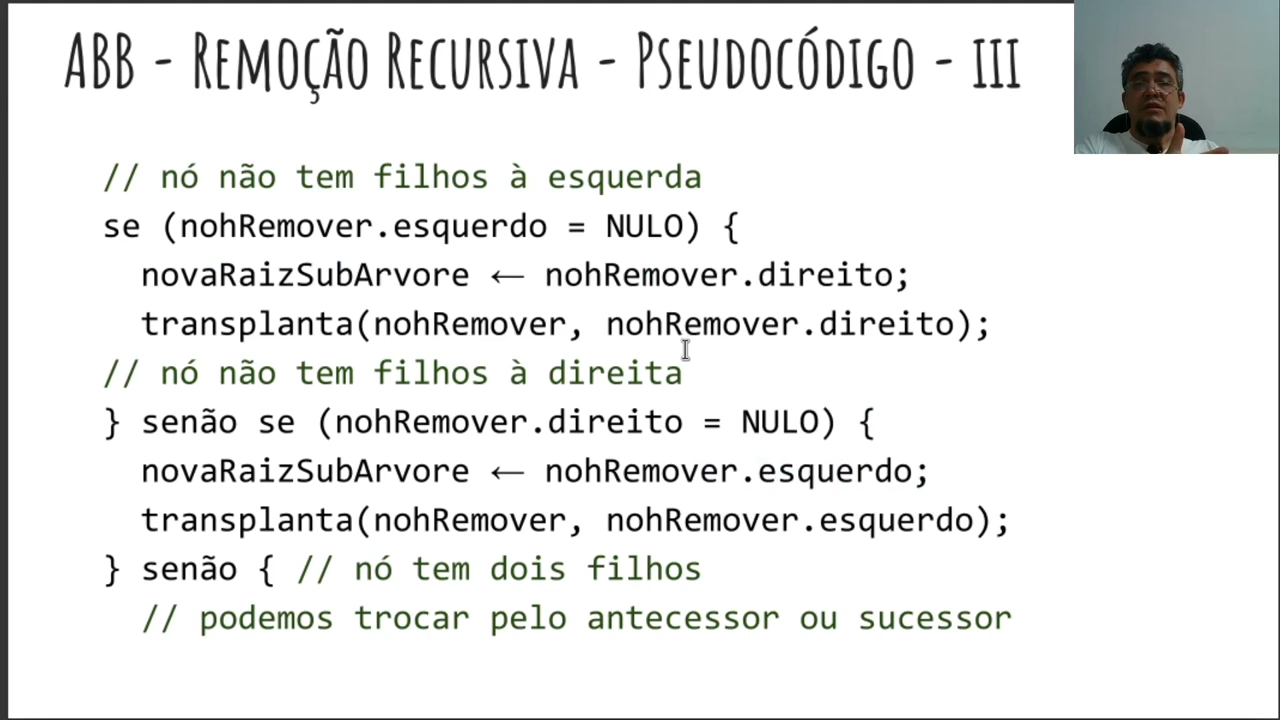 ABB - Remoção Recursiva - Pseudocódigo - III
// nó não tem filhos à esquerda
se (nohRemover.esquerdo = NULO) {
novaRaizSubArvore ← nohRemover.direito;
transplanta(nohRemover, nohRemover.direito);
// nó não tem filhos à direita
} senão se (nohRemover.direito = NULO) {
novaRaizSubArvore ← nohRemover.esquerdo;
transplanta(nohRemover, nohRemover.esquerdo);
} senão { // nó tem dois filhos
// podemos trocar pelo antecessor ou sucessor